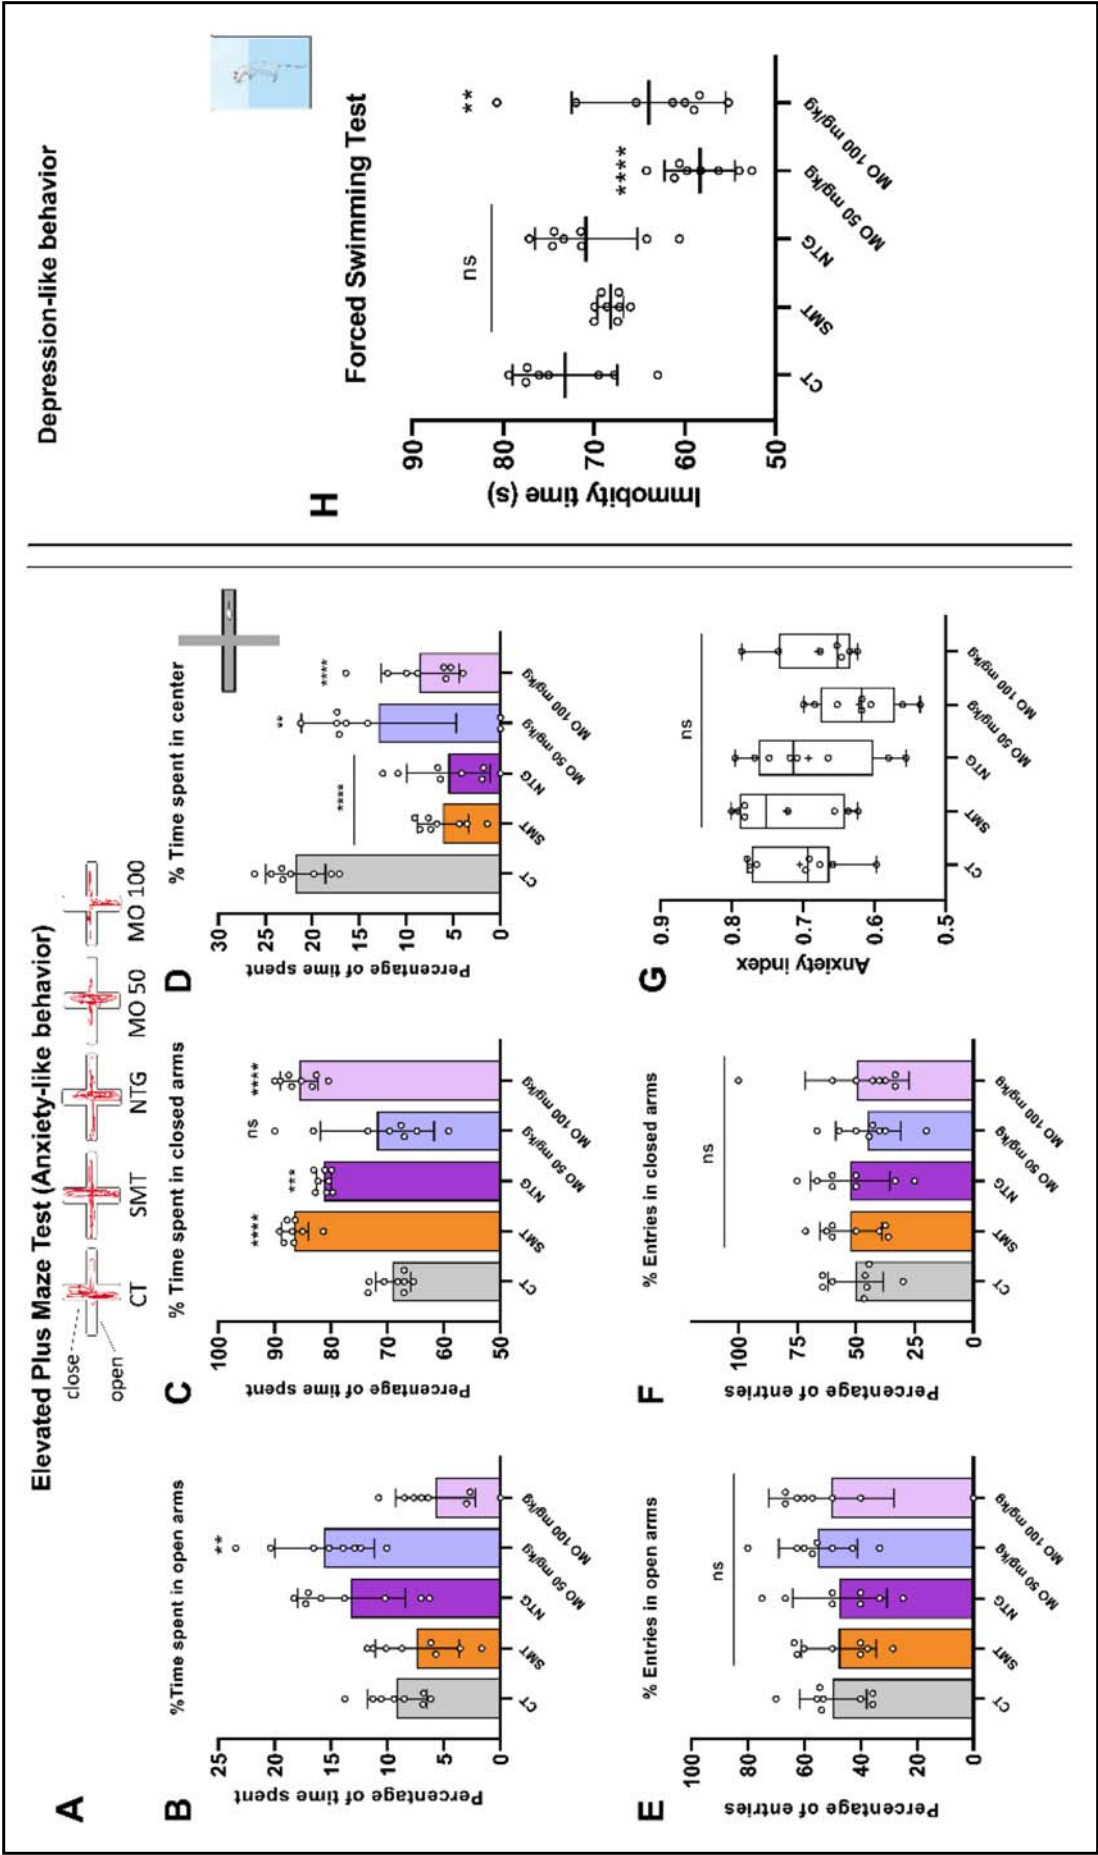 Elevated Plus Maze Test (Anxiety-like behavior)
Depression-like behavior
A
close
open
CT
SMT
NTG
MO 50
MO 100
B
%Time spent in open arms
Percentage of time spent
25
20
15
10
5
0
**
CT
SMT
NTG
MO 50 mg/kg
MO 100 mg/kg
C
% Time spent in closed arms
Percentage of time spent
100
90
80
70
60
50
****
***
ns
****
CT
SMT
NTG
MO 50 mg/kg
MO 100 mg/kg
D
% Time spent in center
Percentage of time spent
30
25
20
15
10
5
0
****
**
****
CT
SMT
NTG
MO 50 mg/kg
MO 100 mg/kg
E
% Entries in open arms
Percentage of entries
100
80
60
40
20
0
ns
CT
SMT
NTG
MO 50 mg/kg
MO 100 mg/kg
F
% Entries in closed arms
Percentage of entries
100
75
50
25
0
ns
CT
SMT
NTG
MO 50 mg/kg
MO 100 mg/kg
G
Anxiety index
0.9
0.8
0.7
0.6
0.5
ns
CT
SMT
NTG
MO 50 mg/kg
MO 100 mg/kg
H
Forced Swimming Test
Immobity time (s)
90
80
70
60
50
ns
****
**
CT
SMT
NTG
MO 50 mg/kg
MO 100 mg/kg